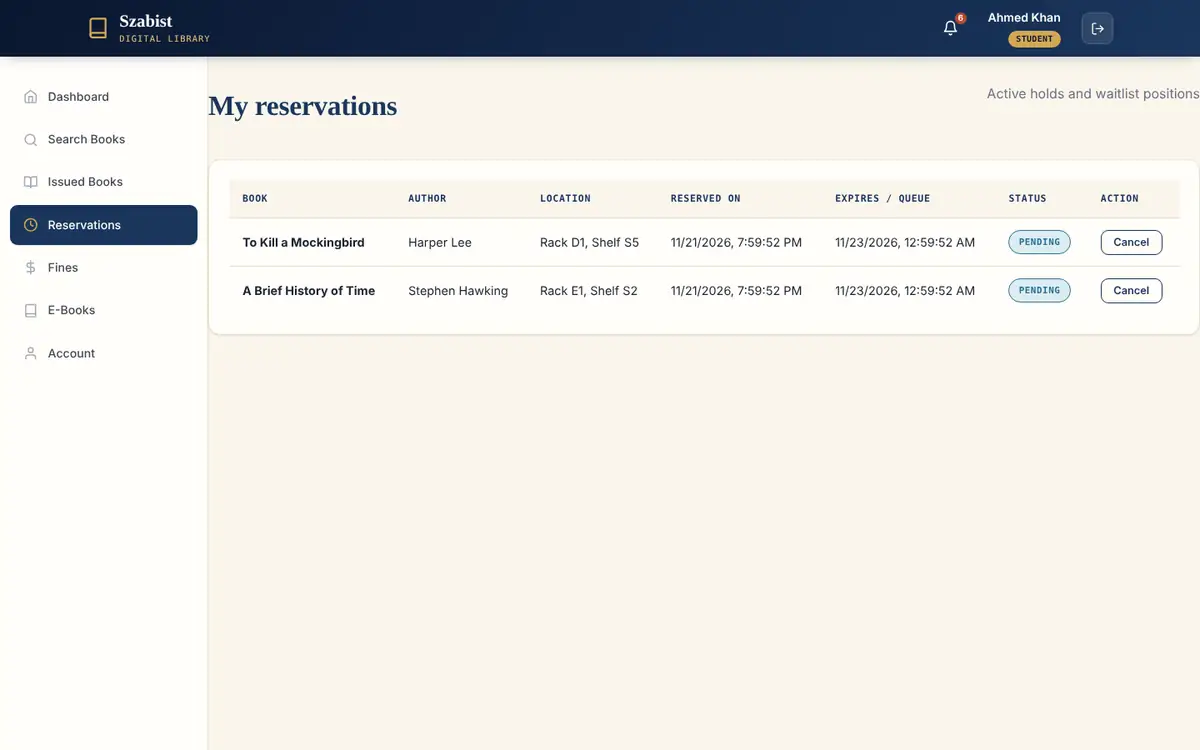 Szabist
DIGITAL LIBRARY
6
Ahmed Khan
STUDENT
Dashboard
Search Books
Issued Books
Reservations
Fines
E-Books
Account
My reservations
Active holds and waitlist positions
BOOK AUTHOR LOCATION RESERVED ON EXPIRES / QUEUE STATUS ACTION
To Kill a Mockingbird Harper Lee Rack D1, Shelf S5 11/21/2026, 7:59:52 PM 11/23/2026, 12:59:52 AM PENDING Cancel
A Brief History of Time Stephen Hawking Rack E1, Shelf S2 11/21/2026, 7:59:52 PM 11/23/2026, 12:59:52 AM PENDING Cancel